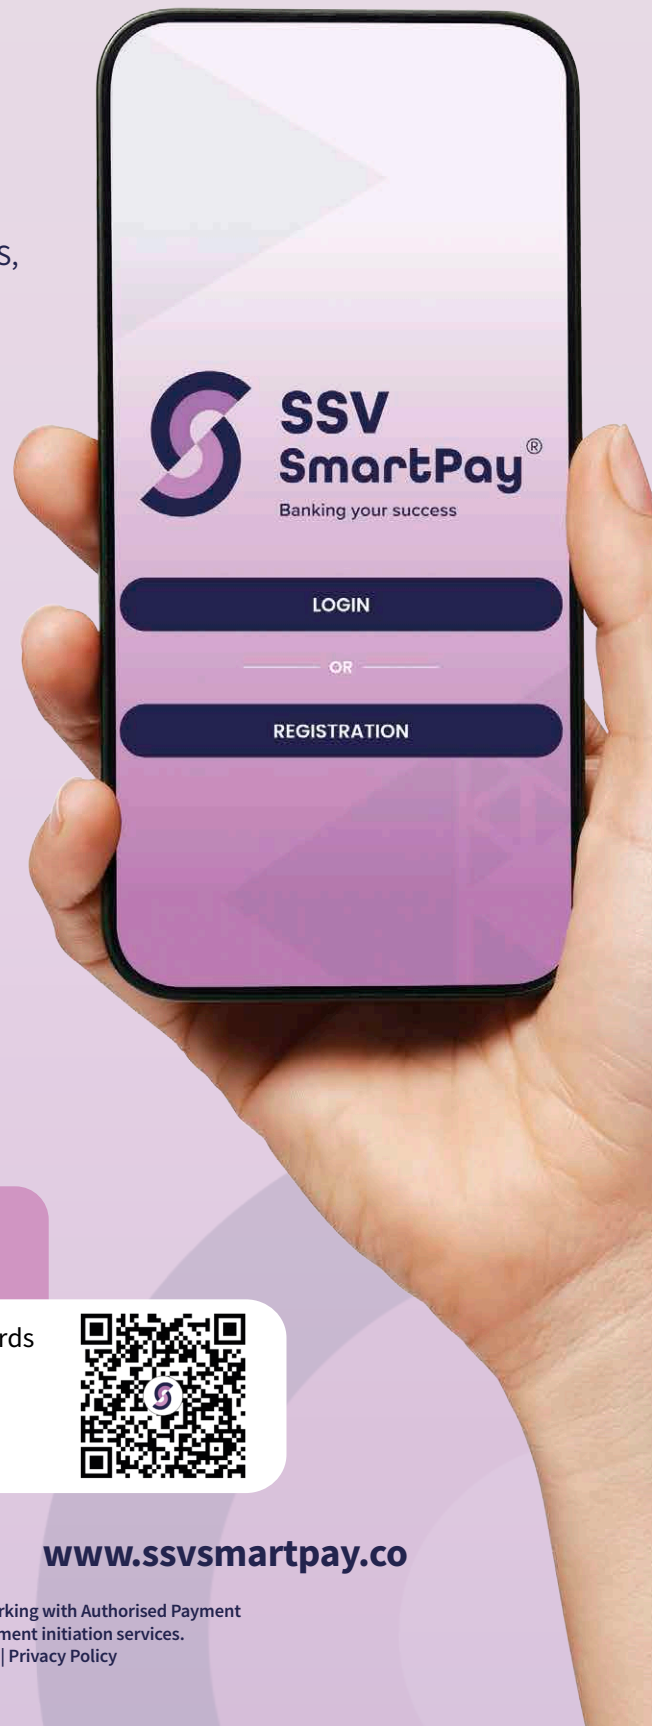 S,
SSV
SmartPay®
Banking your success
LOGIN
OR
REGISTRATION
rds
www.ssvsmartpay.co
rking with Authorised Payment
ment initiation services.
| Privacy Policy